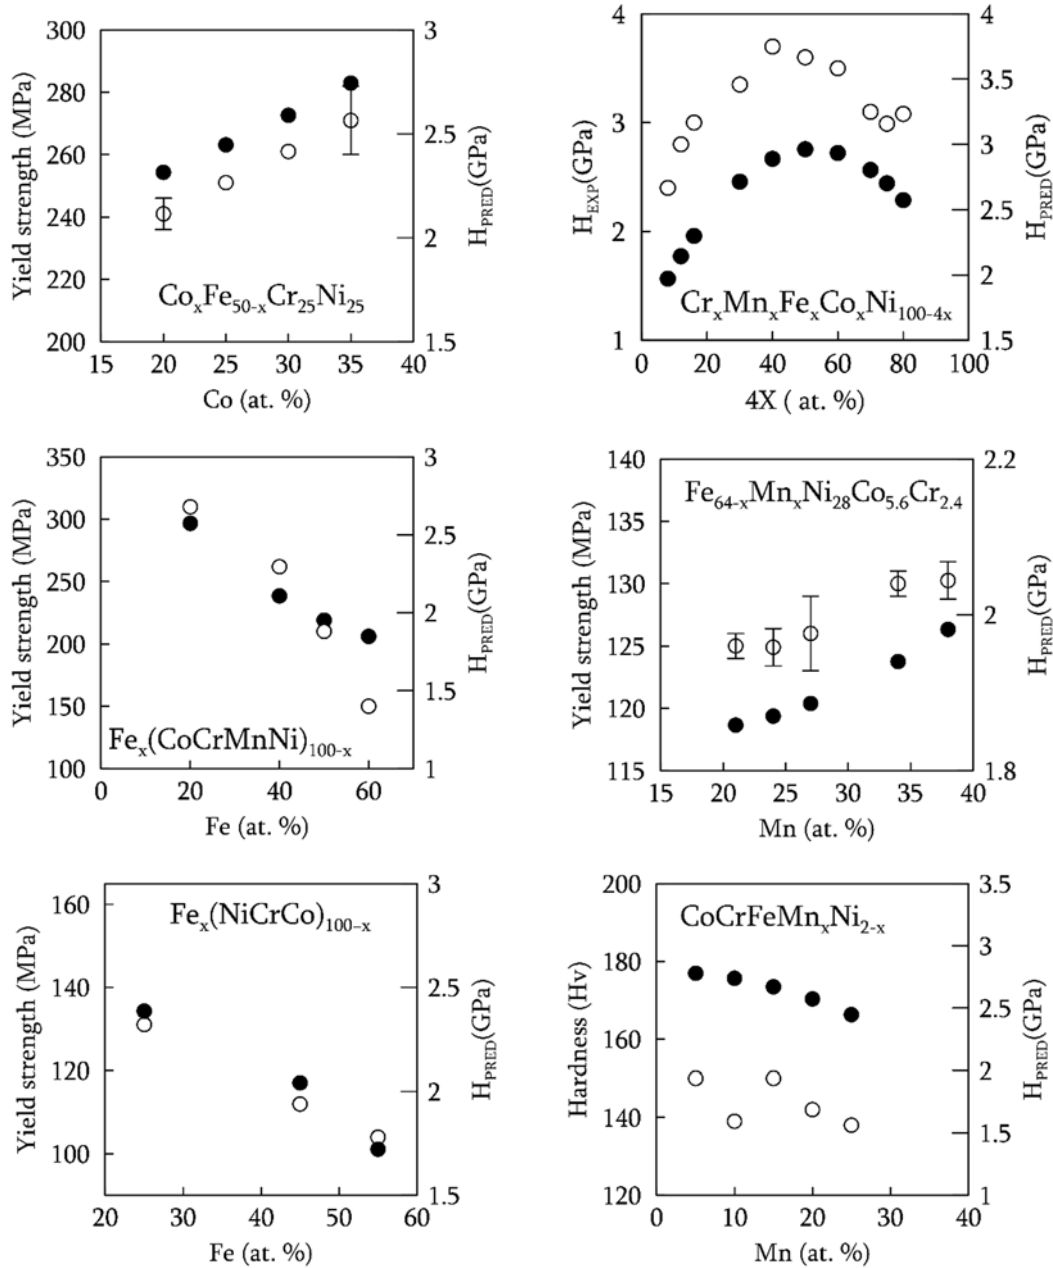 300
280
260
240
220
200
Yield strength (MPa)
3
2.5
2
1.5
H_PRED(GPa)
Co_xFe_50-xCr_25Ni_25
15 20 25 30 35 40
Co (at. %)
4
3
2
1
H_EXP(GPa)
4
3.5
3
2.5
2
1.5
H_PRED(GPa)
Cr_xMn_xFe_xCo_xNi_100-4x
0 20 40 60 80 100
4X ( at. %)
350
300
250
200
150
100
Yield strength (MPa)
3
2.5
2
1.5
1
H_PRED(GPa)
Fe_x(CoCrMnNi)_100-x
0 20 40 60
Fe (at. %)
140
135
130
125
120
115
Yield strength (MPa)
2.2
2
1.8
H_PRED(GPa)
Fe_64-xMn_xNi_28Co_5.6Cr_2.4
15 20 25 30 35 40
Mn (at. %)
160
140
120
100
Yield strength (MPa)
3
2.5
2
1.5
H_PRED(GPa)
Fe_x(NiCrCo)_100-x
20 30 40 50 60
Fe (at. %)
200
180
160
140
120
Hardness (Hv)
3.5
3
2.5
2
1.5
1
H_PRED(GPa)
CoCrFeMn_xNi_2-x
0 10 20 30 40
Mn (at. %)